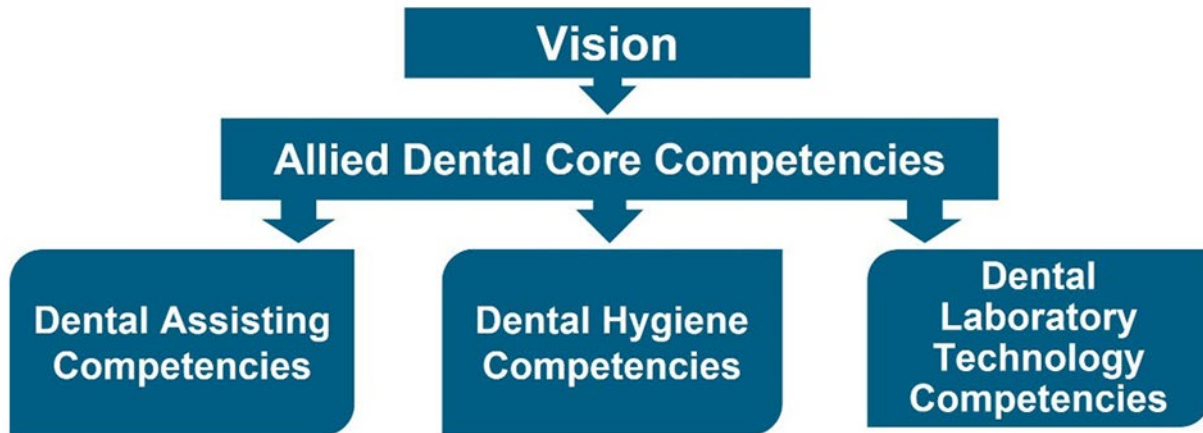 Vision
Allied Dental Core Competencies
Dental Assisting
Competencies
Dental Hygiene
Competencies
Dental
Laboratory
Technology
Competencies